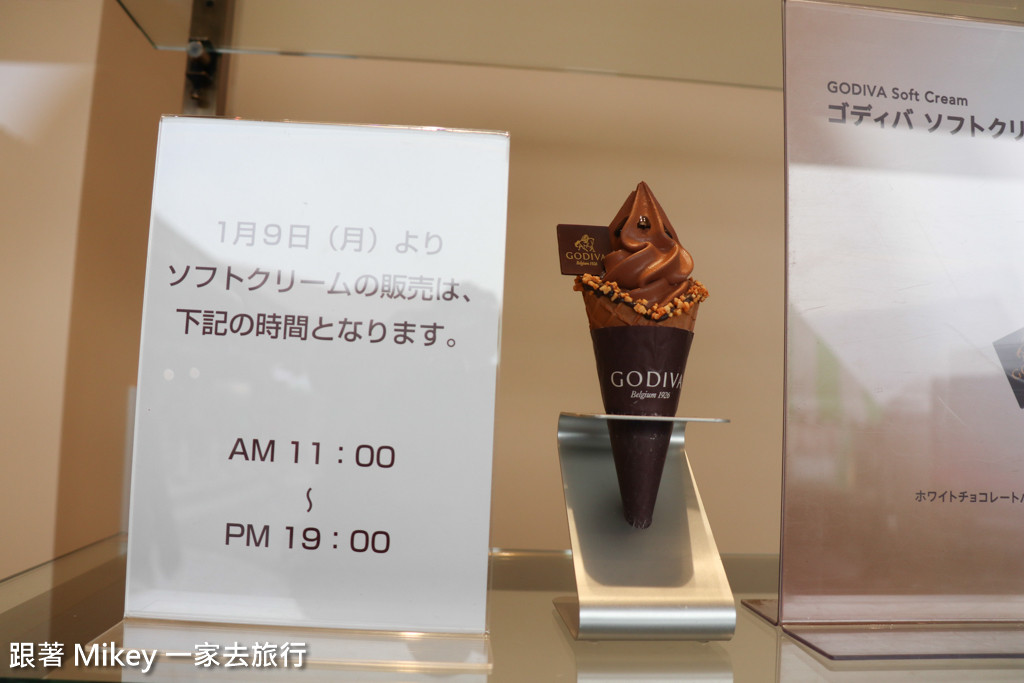 1月9日（月）より
ソフトクリームの販売は、
下記の時間となります。
AM 11：00
～
PM 19：00
GODIVA
Belgium 1926
GODIVA
Belgium 1926
GODIVA Soft Cream
ゴディバ ソフトクリ
ホワイトチョコレート
跟著 Mikey 一家去旅行